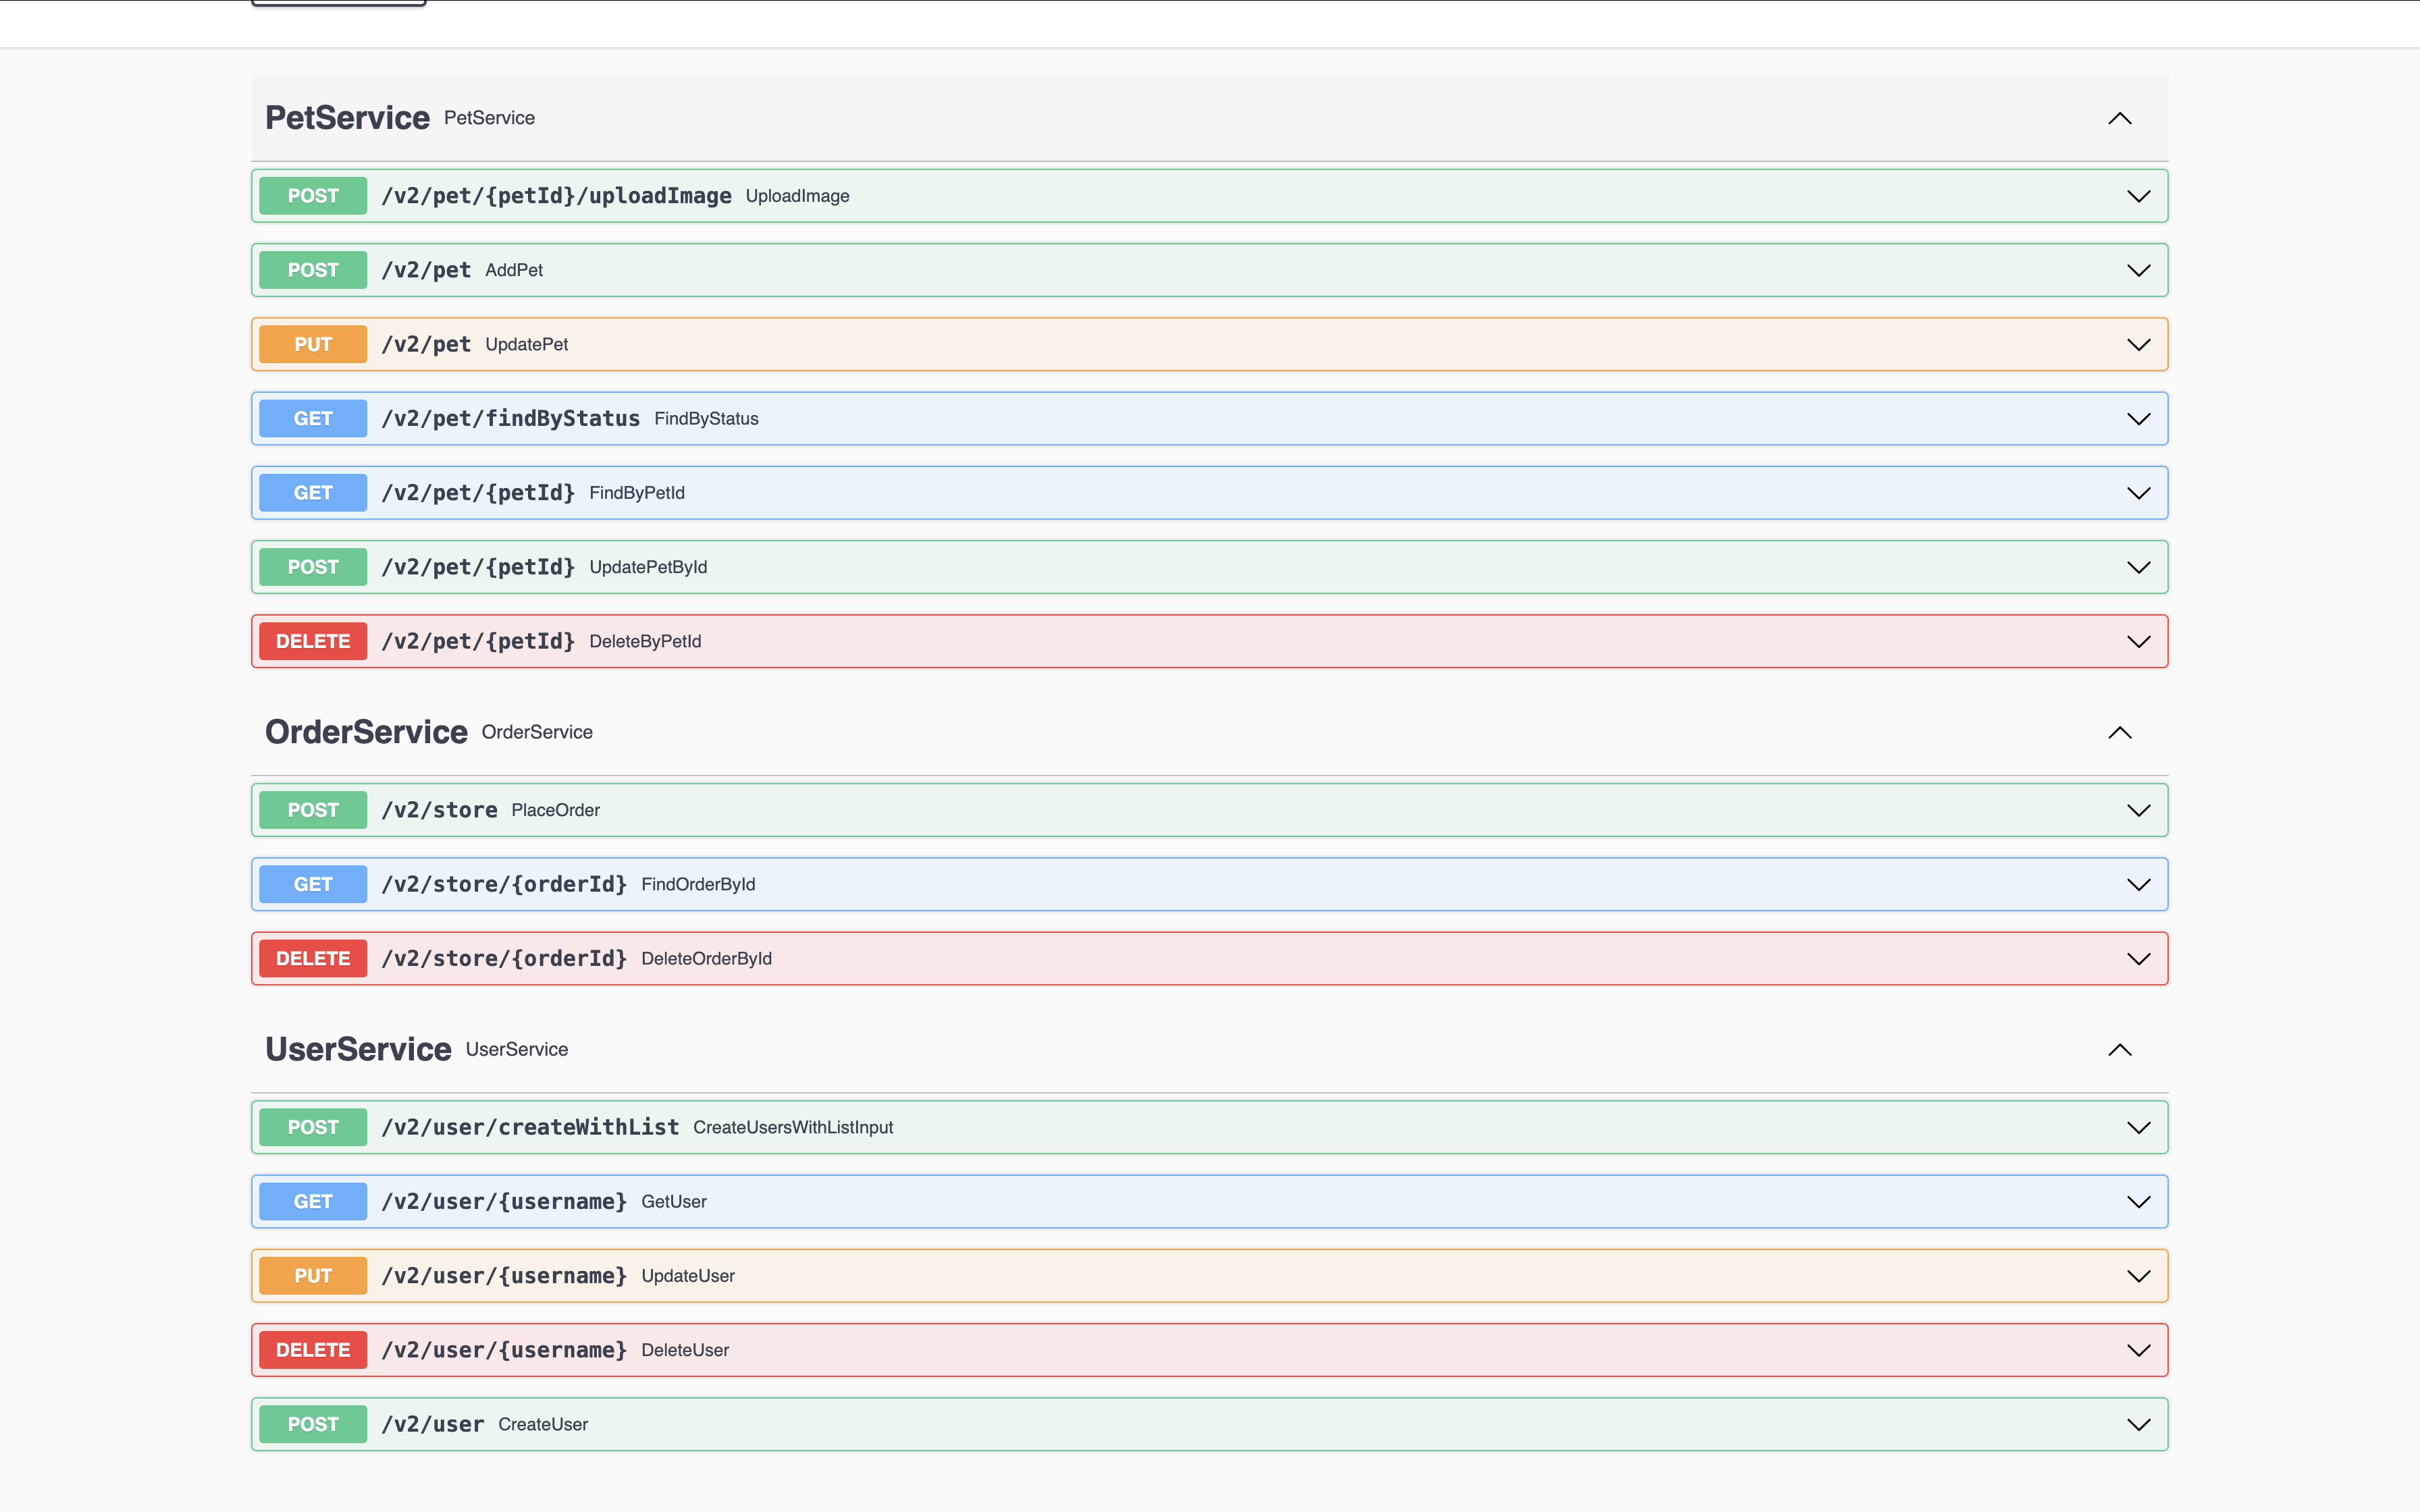 PetService PetService
POST /v2/pet/{petId}/uploadImage UploadImage
POST /v2/pet AddPet
PUT /v2/pet UpdatePet
GET /v2/pet/findByStatus FindByStatus
GET /v2/pet/{petId} FindByPetId
POST /v2/pet/{petId} UpdatePetById
DELETE /v2/pet/{petId} DeleteByPetId
OrderService OrderService
POST /v2/store PlaceOrder
GET /v2/store/{orderId} FindOrderById
DELETE /v2/store/{orderId} DeleteOrderById
UserService UserService
POST /v2/user/createWithList CreateUsersWithListInput
GET /v2/user/{username} GetUser
PUT /v2/user/{username} UpdateUser
DELETE /v2/user/{username} DeleteUser
POST /v2/user CreateUser